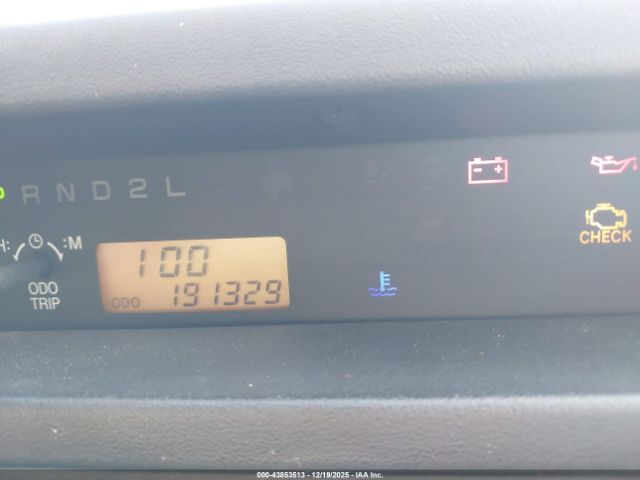 R N D 2 L
H: :M
ODO
TRIP
100
ODO 191329
CHECK
000-43853513 - 12/19/2025 - IAA Inc.